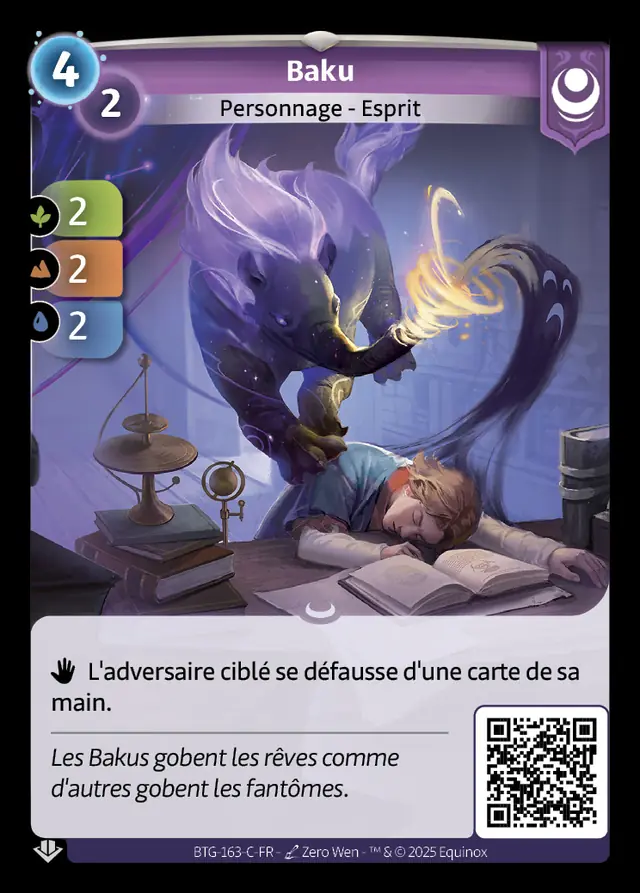 4
Baku
2
Personnage - Esprit
2
2
2
L'adversaire ciblé se défausse d'une carte de sa
main.
Les Bakus gobent les rêves comme
d'autres gobent les fantômes.
BTG-163-C-FR - Zero Wen - ™ & © 2025 Equinox